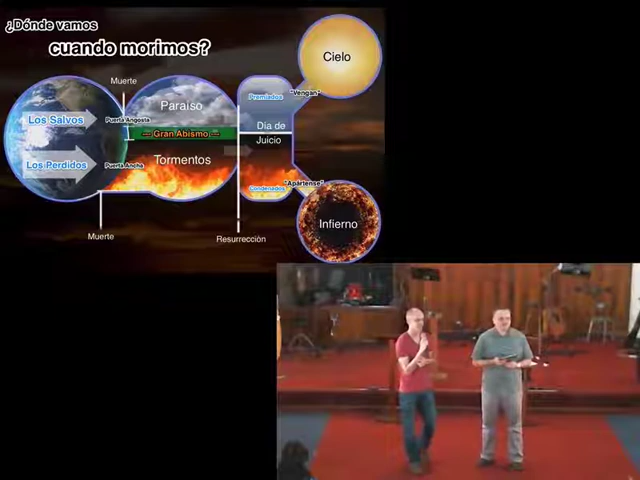 ¿Dónde vamos
cuando morimos?
Cielo
Muerte
"Vengan"
Premiados
Paraíso
Los Salvos
Puerta Angosta
--- Gran Abismo ---
Día de
Juicio
Los Perdidos
Puerta Ancha
Tormentos
Condenados
"Apártense"
Infierno
Muerte
Resurrección